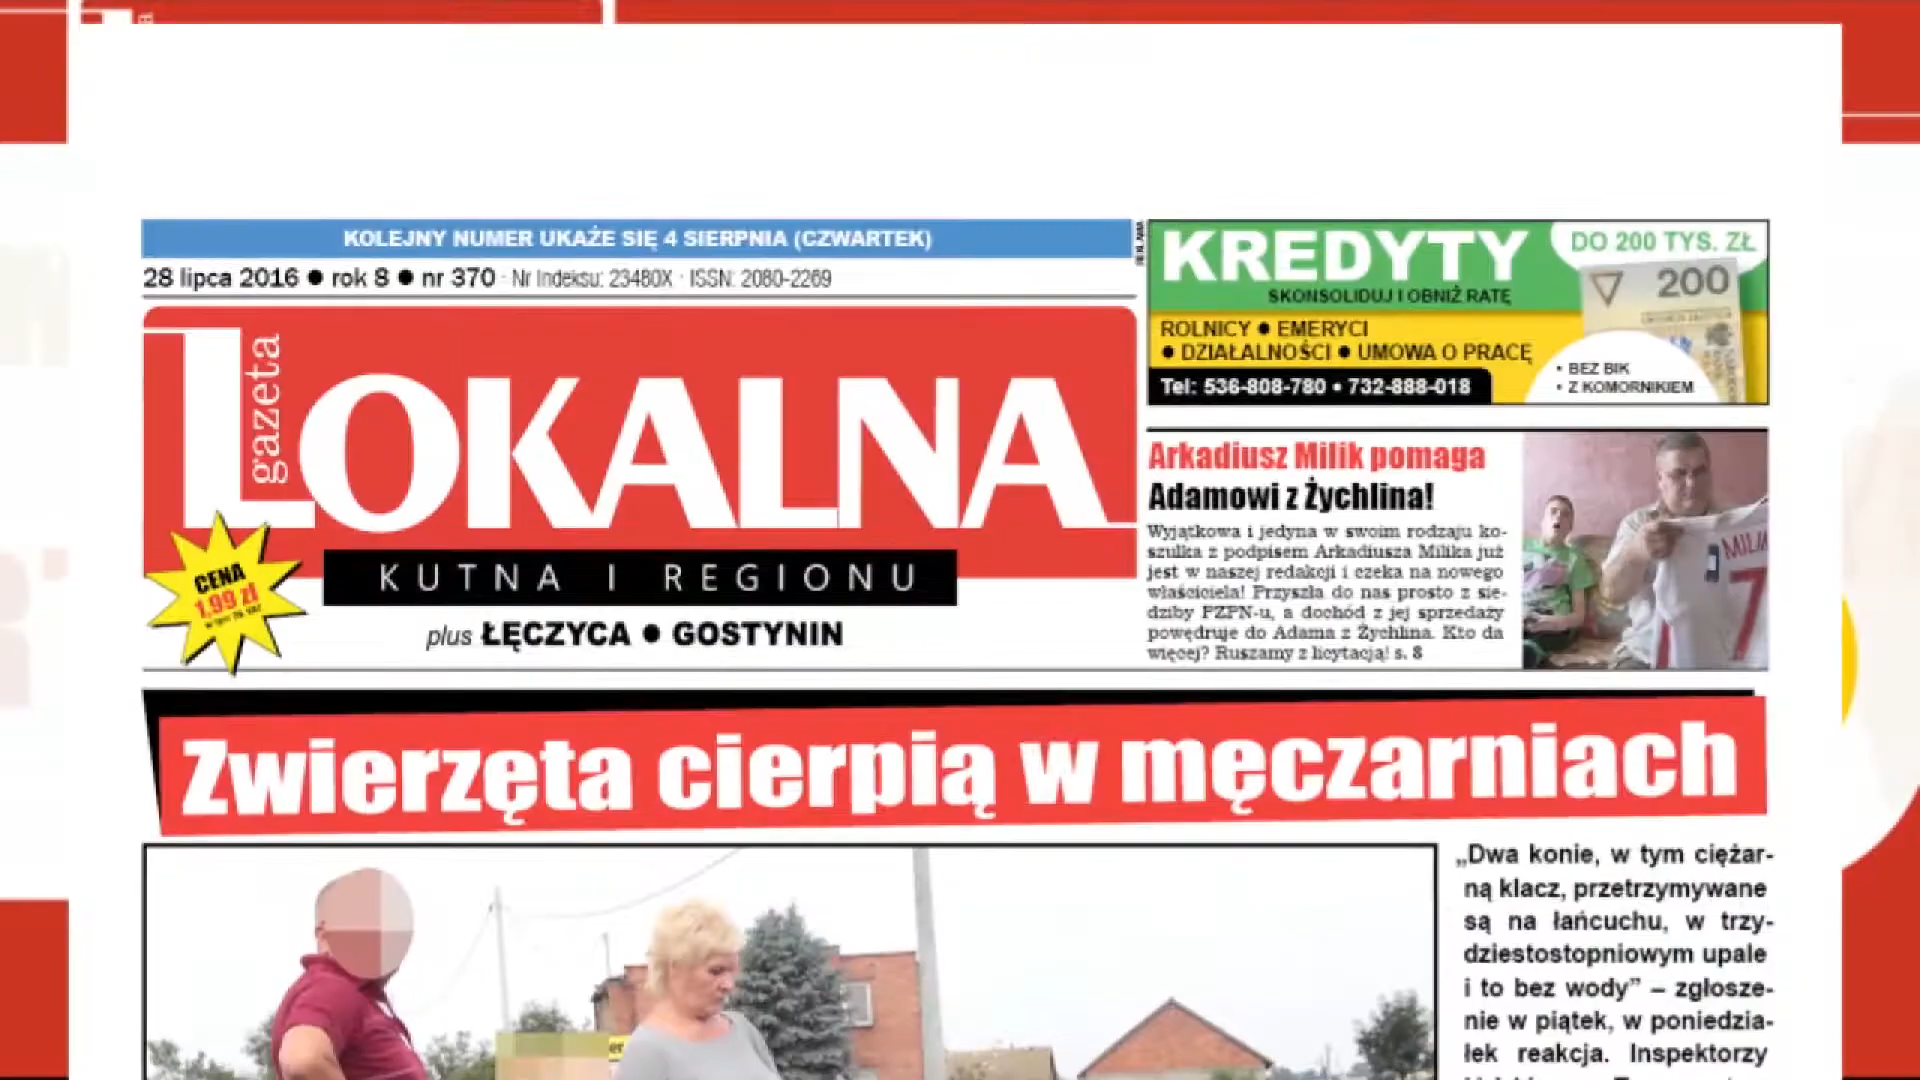 KOLEJNY NUMER UKAŻE SIĘ 4 SIERPNIA (CZWARTEK)
28 lipca 2016 ● rok 8 ● nr 370 · Nr Indeksu: 23480X · ISSN: 2080-2269
gazeta
LOKALNA
KUTNA I REGIONU
plus ŁĘCZYCA ● GOSTYNIN
CENA
1,99 zł
KREDYTY
DO 200 TYS. ZŁ
SKONSOLIDUJ I OBNIŻ RATĘ
200
ROLNICY ● EMERYCI
● DZIAŁALNOŚCI ● UMOWA O PRACĘ
Tel: 536-808-780 • 732-888-018
• BEZ BIK
• Z KOMORNIKIEM
Arkadiusz Milik pomaga
Adamowi z Żychlina!
Wyjątkowa i jedyna w swoim rodzaju ko-
szulka z podpisem Arkadiusza Milika już
jest w naszej redakcji i czeka na nowego
właściciela! Przyszła do nas prosto z sie-
dziby PZPN-u, a dochód z jej sprzedaży
powędruje do Adama z Żychlina. Kto da
więcej? Ruszamy z licytacją! s. 8
MILIK
7
Zwierzęta cierpią w męczarniach
„Dwa konie, w tym ciężar-
ną klacz, przetrzymywane
są na łańcuchu, w trzy-
dziestostopniowym upale
i to bez wody” – zgłosze-
nie w piątek, w poniedzia-
łek reakcja. Inspektorzy